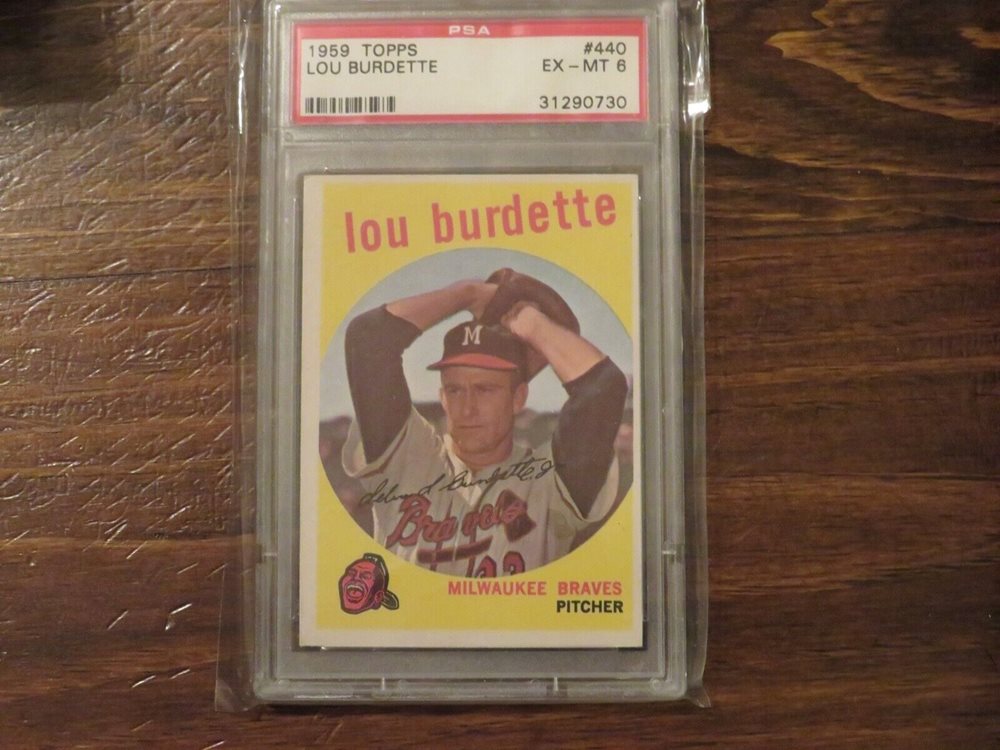 PSA
1959 TOPPS #440
LOU BURDETTE EX-MT 6
31290730
lou burdette
M
Braves
MILWAUKEE BRAVES
PITCHER